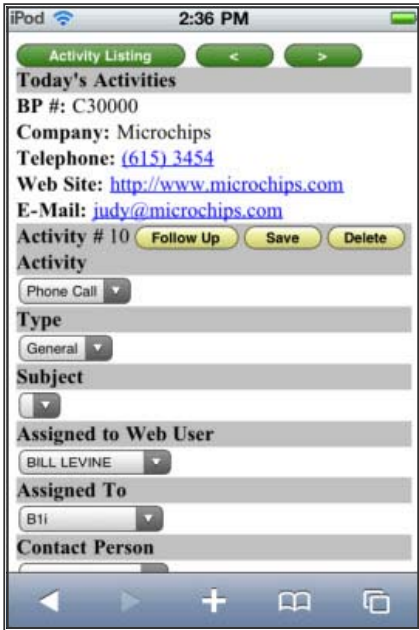 iPod 2:36 PM
Activity Listing < >
Today's Activities
BP #: C30000
Company: Microchips
Telephone: (615) 3454
Web Site: http://www.microchips.com
E-Mail: judy@microchips.com
Activity # 10 Follow Up Save Delete
Activity
Phone Call
Type
General
Subject
Assigned to Web User
BILL LEVINE
Assigned To
B1i
Contact Person